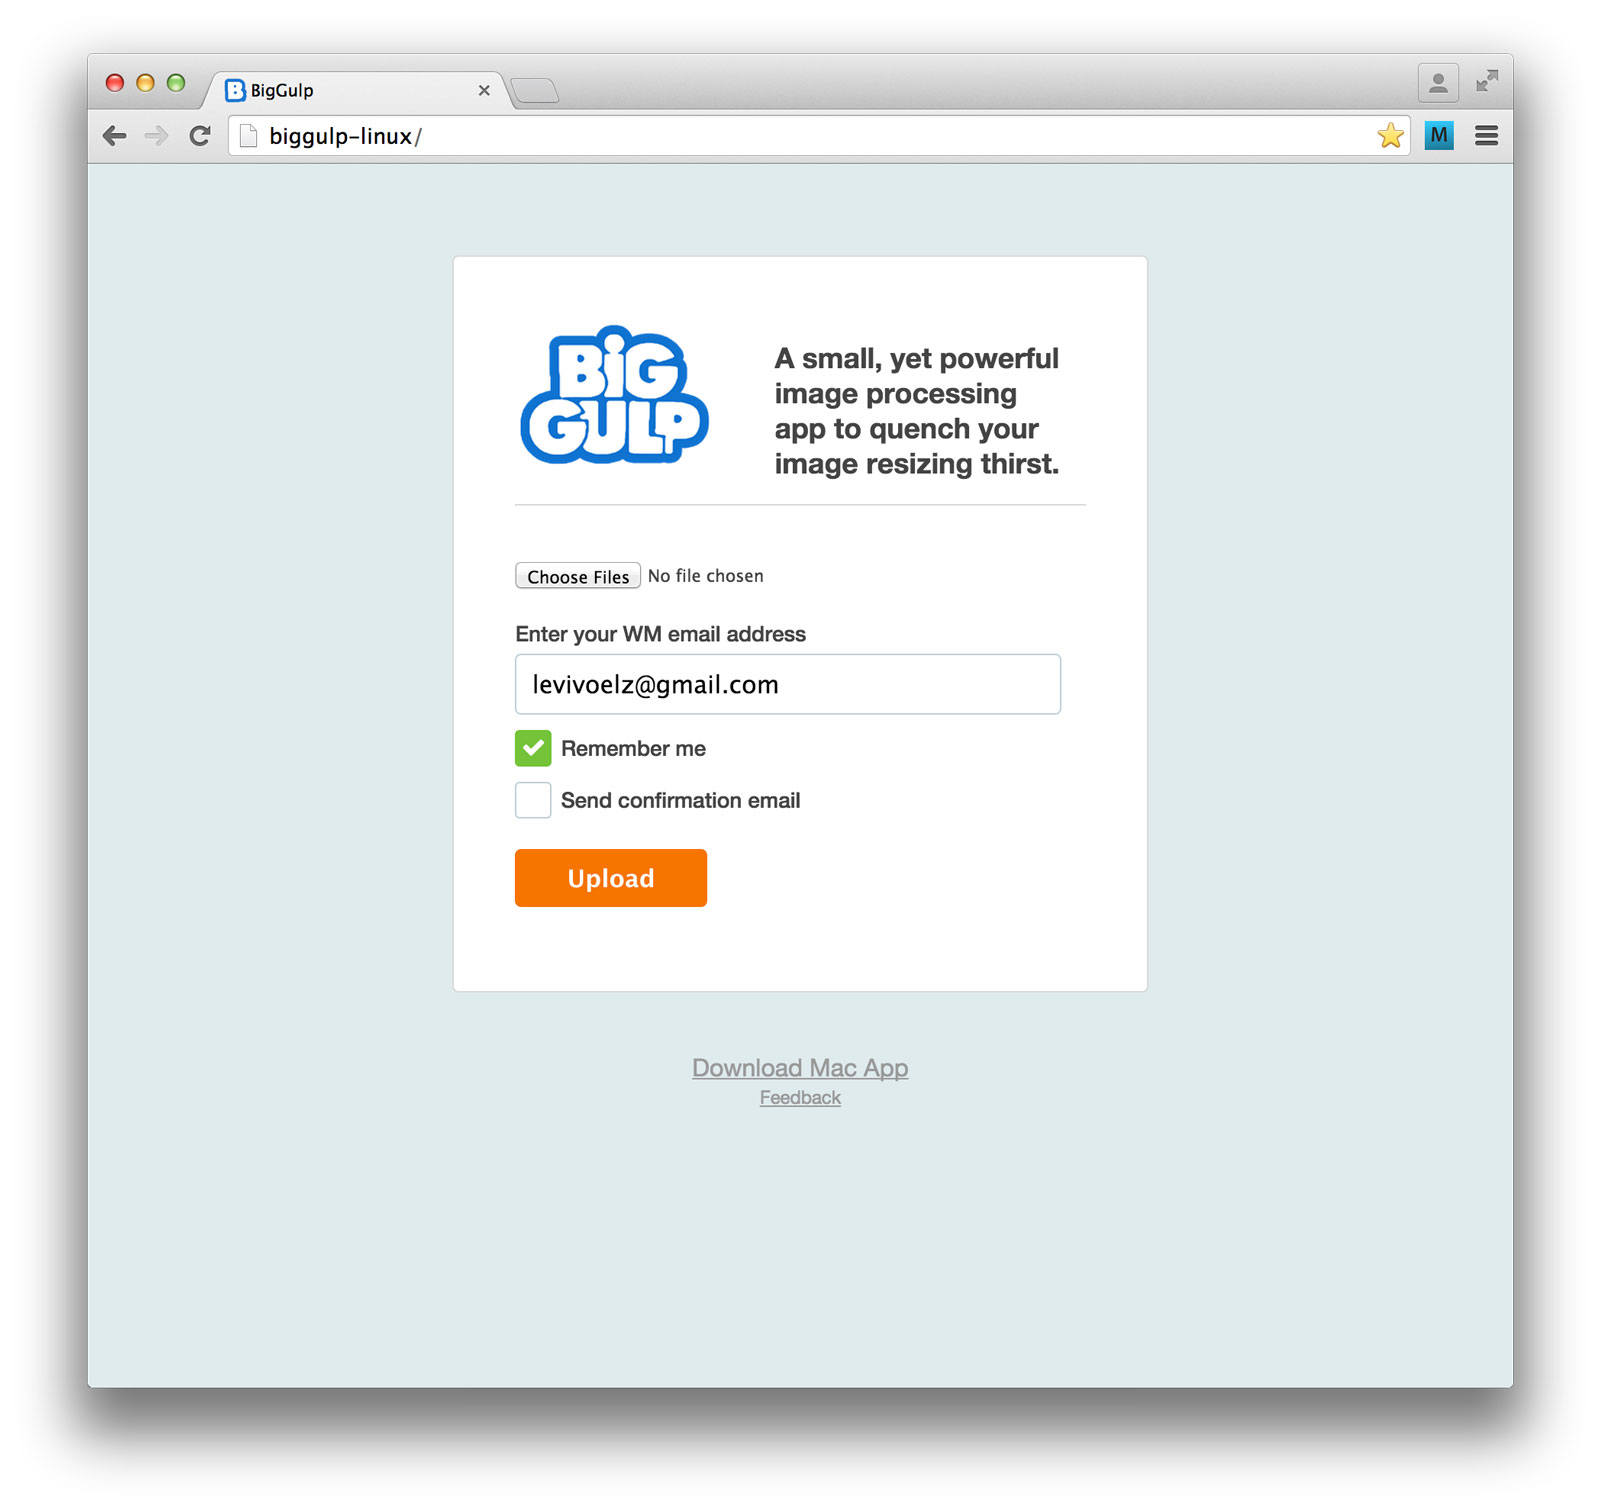 BigGulp
biggulp-linux/
M
BiG
GULP
A small, yet powerful
image processing
app to quench your
image resizing thirst.
Choose Files No file chosen
Enter your WM email address
levivoelz@gmail.com
Remember me
Send confirmation email
Upload
Download Mac App
Feedback